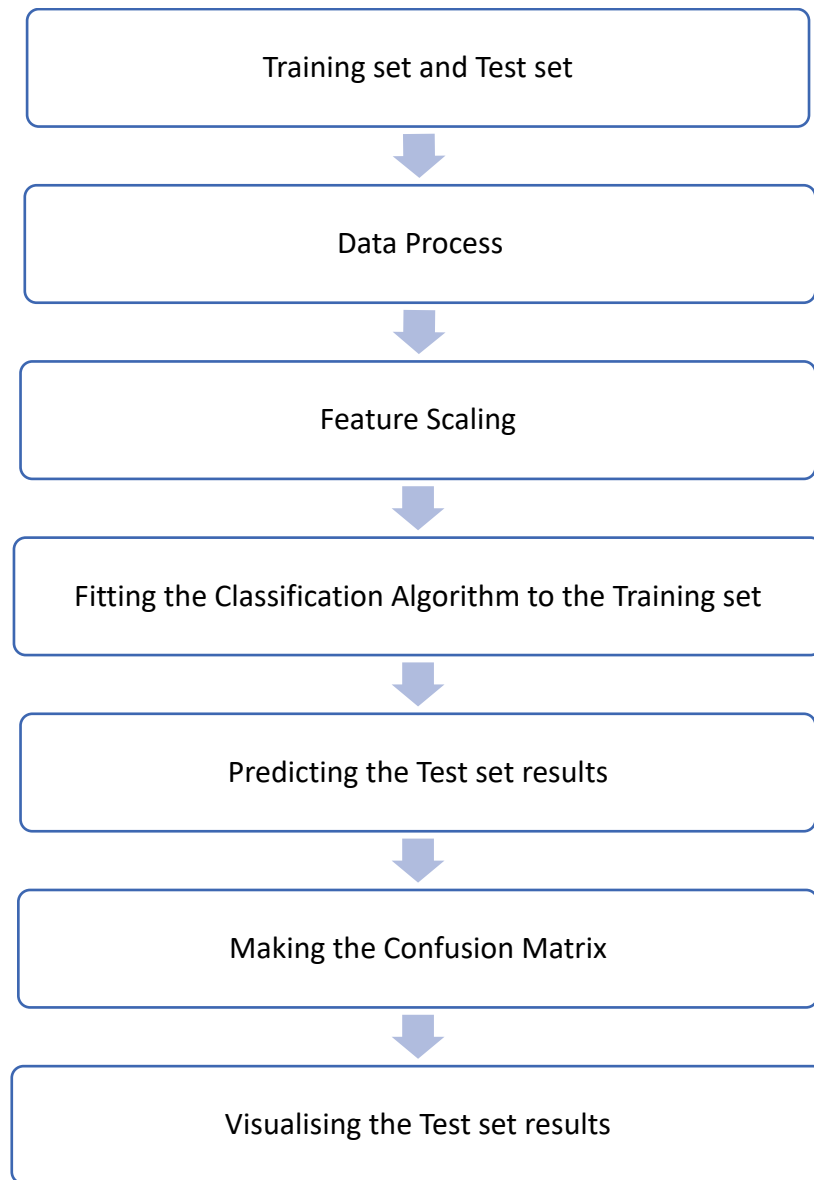 Training set and Test set
Data Process
Feature Scaling
Fitting the Classification Algorithm to the Training set
Predicting the Test set results
Making the Confusion Matrix
Visualising the Test set results